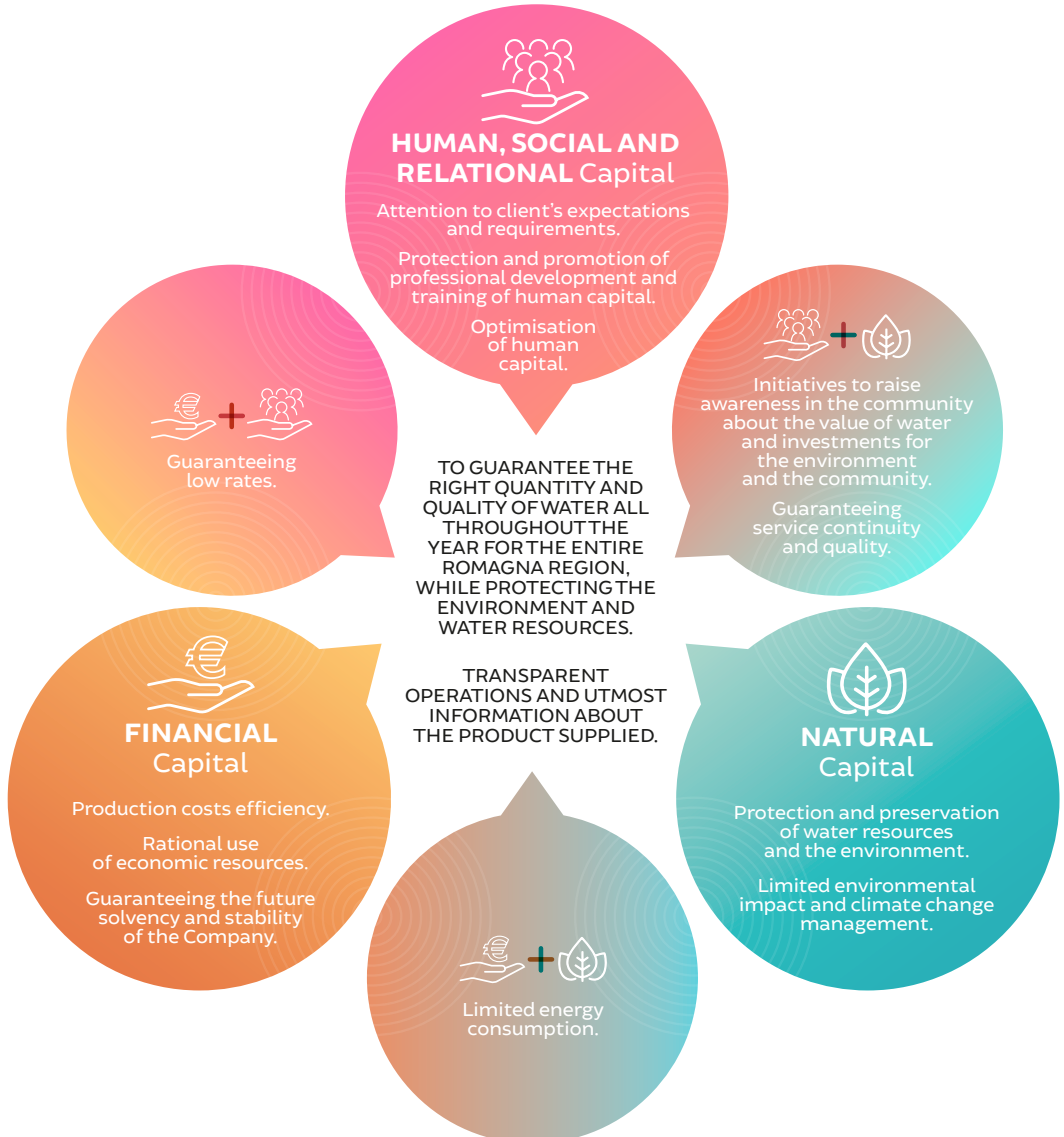 HUMAN, SOCIAL AND
RELATIONAL Capital
Attention to client's expectations
and requirements.
Protection and promotion of
professional development and
training of human capital.
Optimisation
of human
capital.
Guaranteeing
low rates.
Initiatives to raise
awareness in the community
about the value of water
and investments for
the environment
and the community.
Guaranteeing
service continuity
and quality.
TO GUARANTEE THE
RIGHT QUANTITY AND
QUALITY OF WATER ALL
THROUGHOUT THE
YEAR FOR THE ENTIRE
ROMAGNA REGION,
WHILE PROTECTING THE
ENVIRONMENT AND
WATER RESOURCES.
TRANSPARENT
OPERATIONS AND UTMOST
INFORMATION ABOUT
THE PRODUCT SUPPLIED.
FINANCIAL
Capital
Production costs efficiency.
Rational use
of economic resources.
Guaranteeing the future
solvency and stability
of the Company.
NATURAL
Capital
Protection and preservation
of water resources
and the environment.
Limited environmental
impact and climate change
management.
Limited energy
consumption.